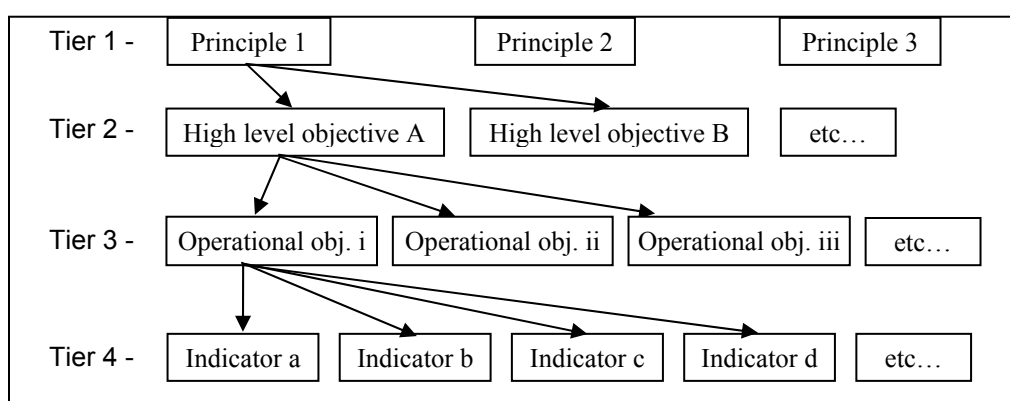 Tier 1 - Principle 1 Principle 2 Principle 3
Tier 2 - High level objective A High level objective B etc…
Tier 3 - Operational obj. i Operational obj. ii Operational obj. iii etc…
Tier 4 - Indicator a Indicator b Indicator c Indicator d etc…